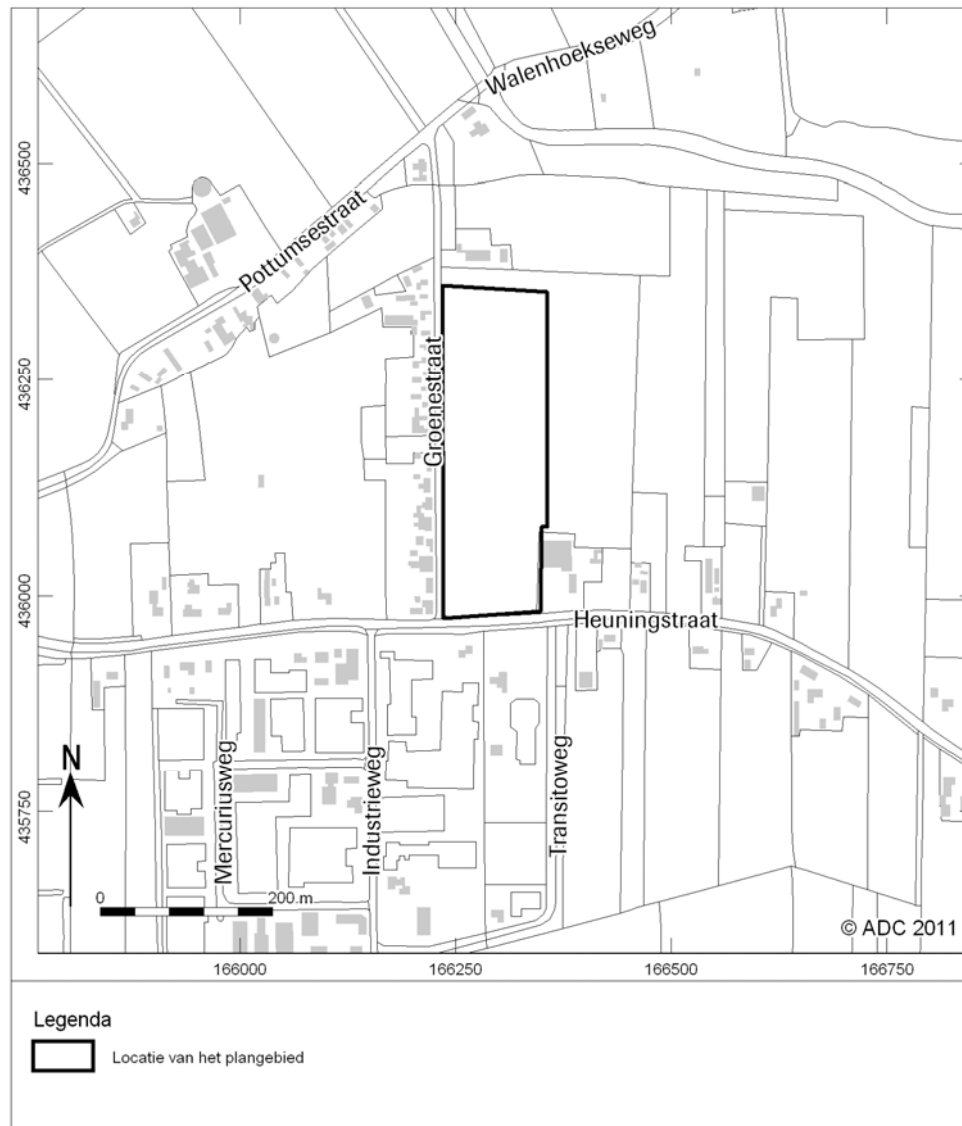 Walenhoekseweg
436500
Pottumsestraat
436250
Groenestraat
436000
Heuningstraat
N
435750
Mercuriusweg
Industrieweg
Transitoweg
0 200 m
© ADC 2011
166000 166250 166500 166750
Legenda
Locatie van het plangebied